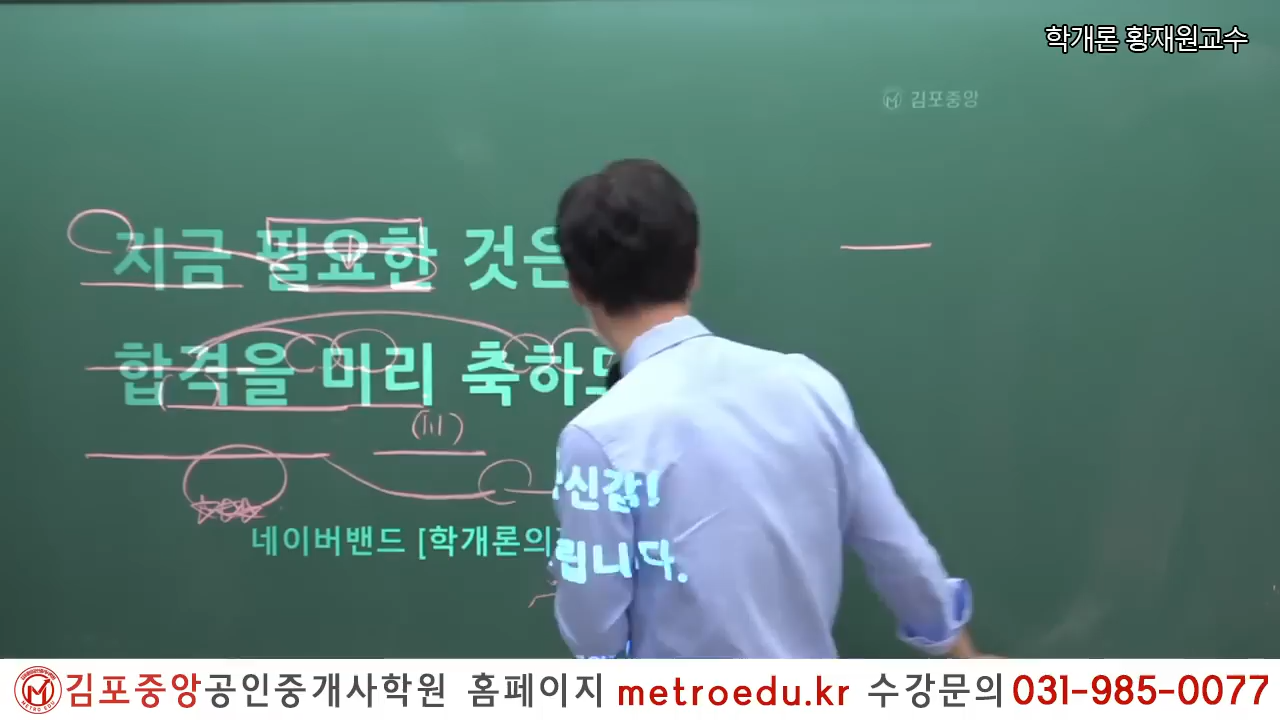 학개론 황재원교수
김포중앙
지금 필요한 것은
합격을 미리 축하
신감!
립니다.
네이버밴드 [학개론의
김포중앙공인중개사학원 홈페이지 metroedu.kr 수강문의 031-985-0077